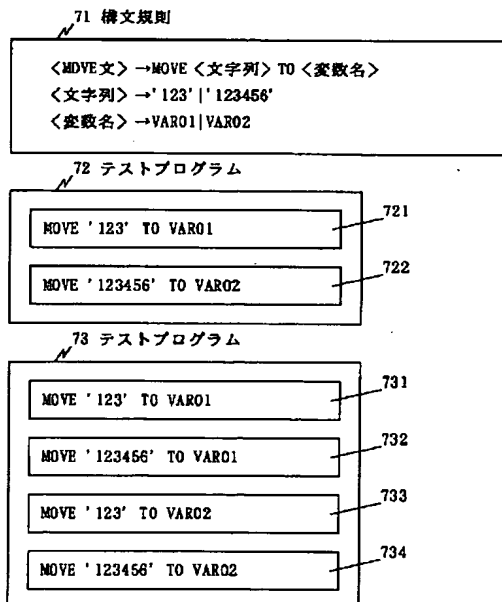 71 構文規則
<MOVE文>→MOVE <文字列> TO <変数名>
<文字列>→'123'|'123456'
<変数名>→VAR01|VAR02
72 テストプログラム
721
MOVE '123' TO VAR01
722
MOVE '123456' TO VAR02
73 テストプログラム
731
MOVE '123' TO VAR01
732
MOVE '123456' TO VAR01
733
MOVE '123' TO VAR02
734
MOVE '123456' TO VAR02